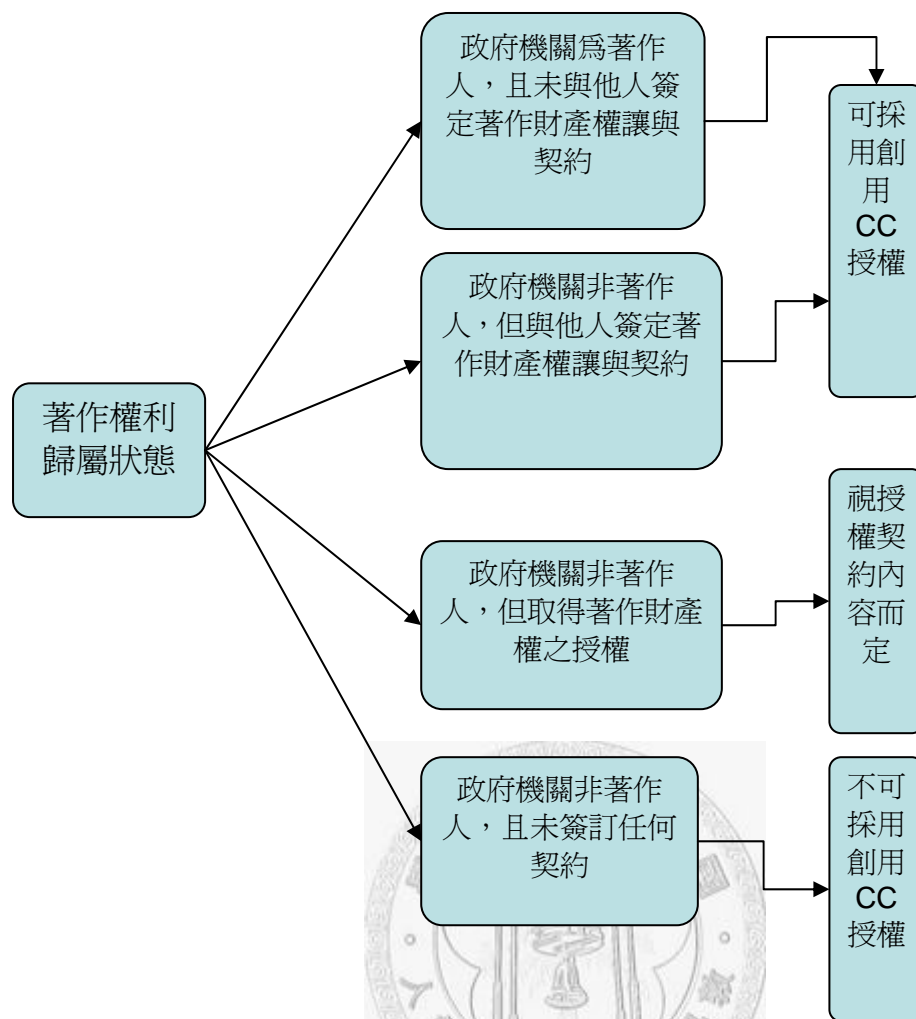 政府機關為著作
人，且未與他人簽
定著作財產權讓與
契約
可採
用創
用
CC
授權
政府機關非著作
人，但與他人簽定著
作財產權讓與契約
著作權利
歸屬狀態
政府機關非著作
人，但取得著作財產
權之授權
視授
權契
約內
容而
定
政府機關非著作
人，且未簽訂任何
契約
不可
採用
創用
CC
授權